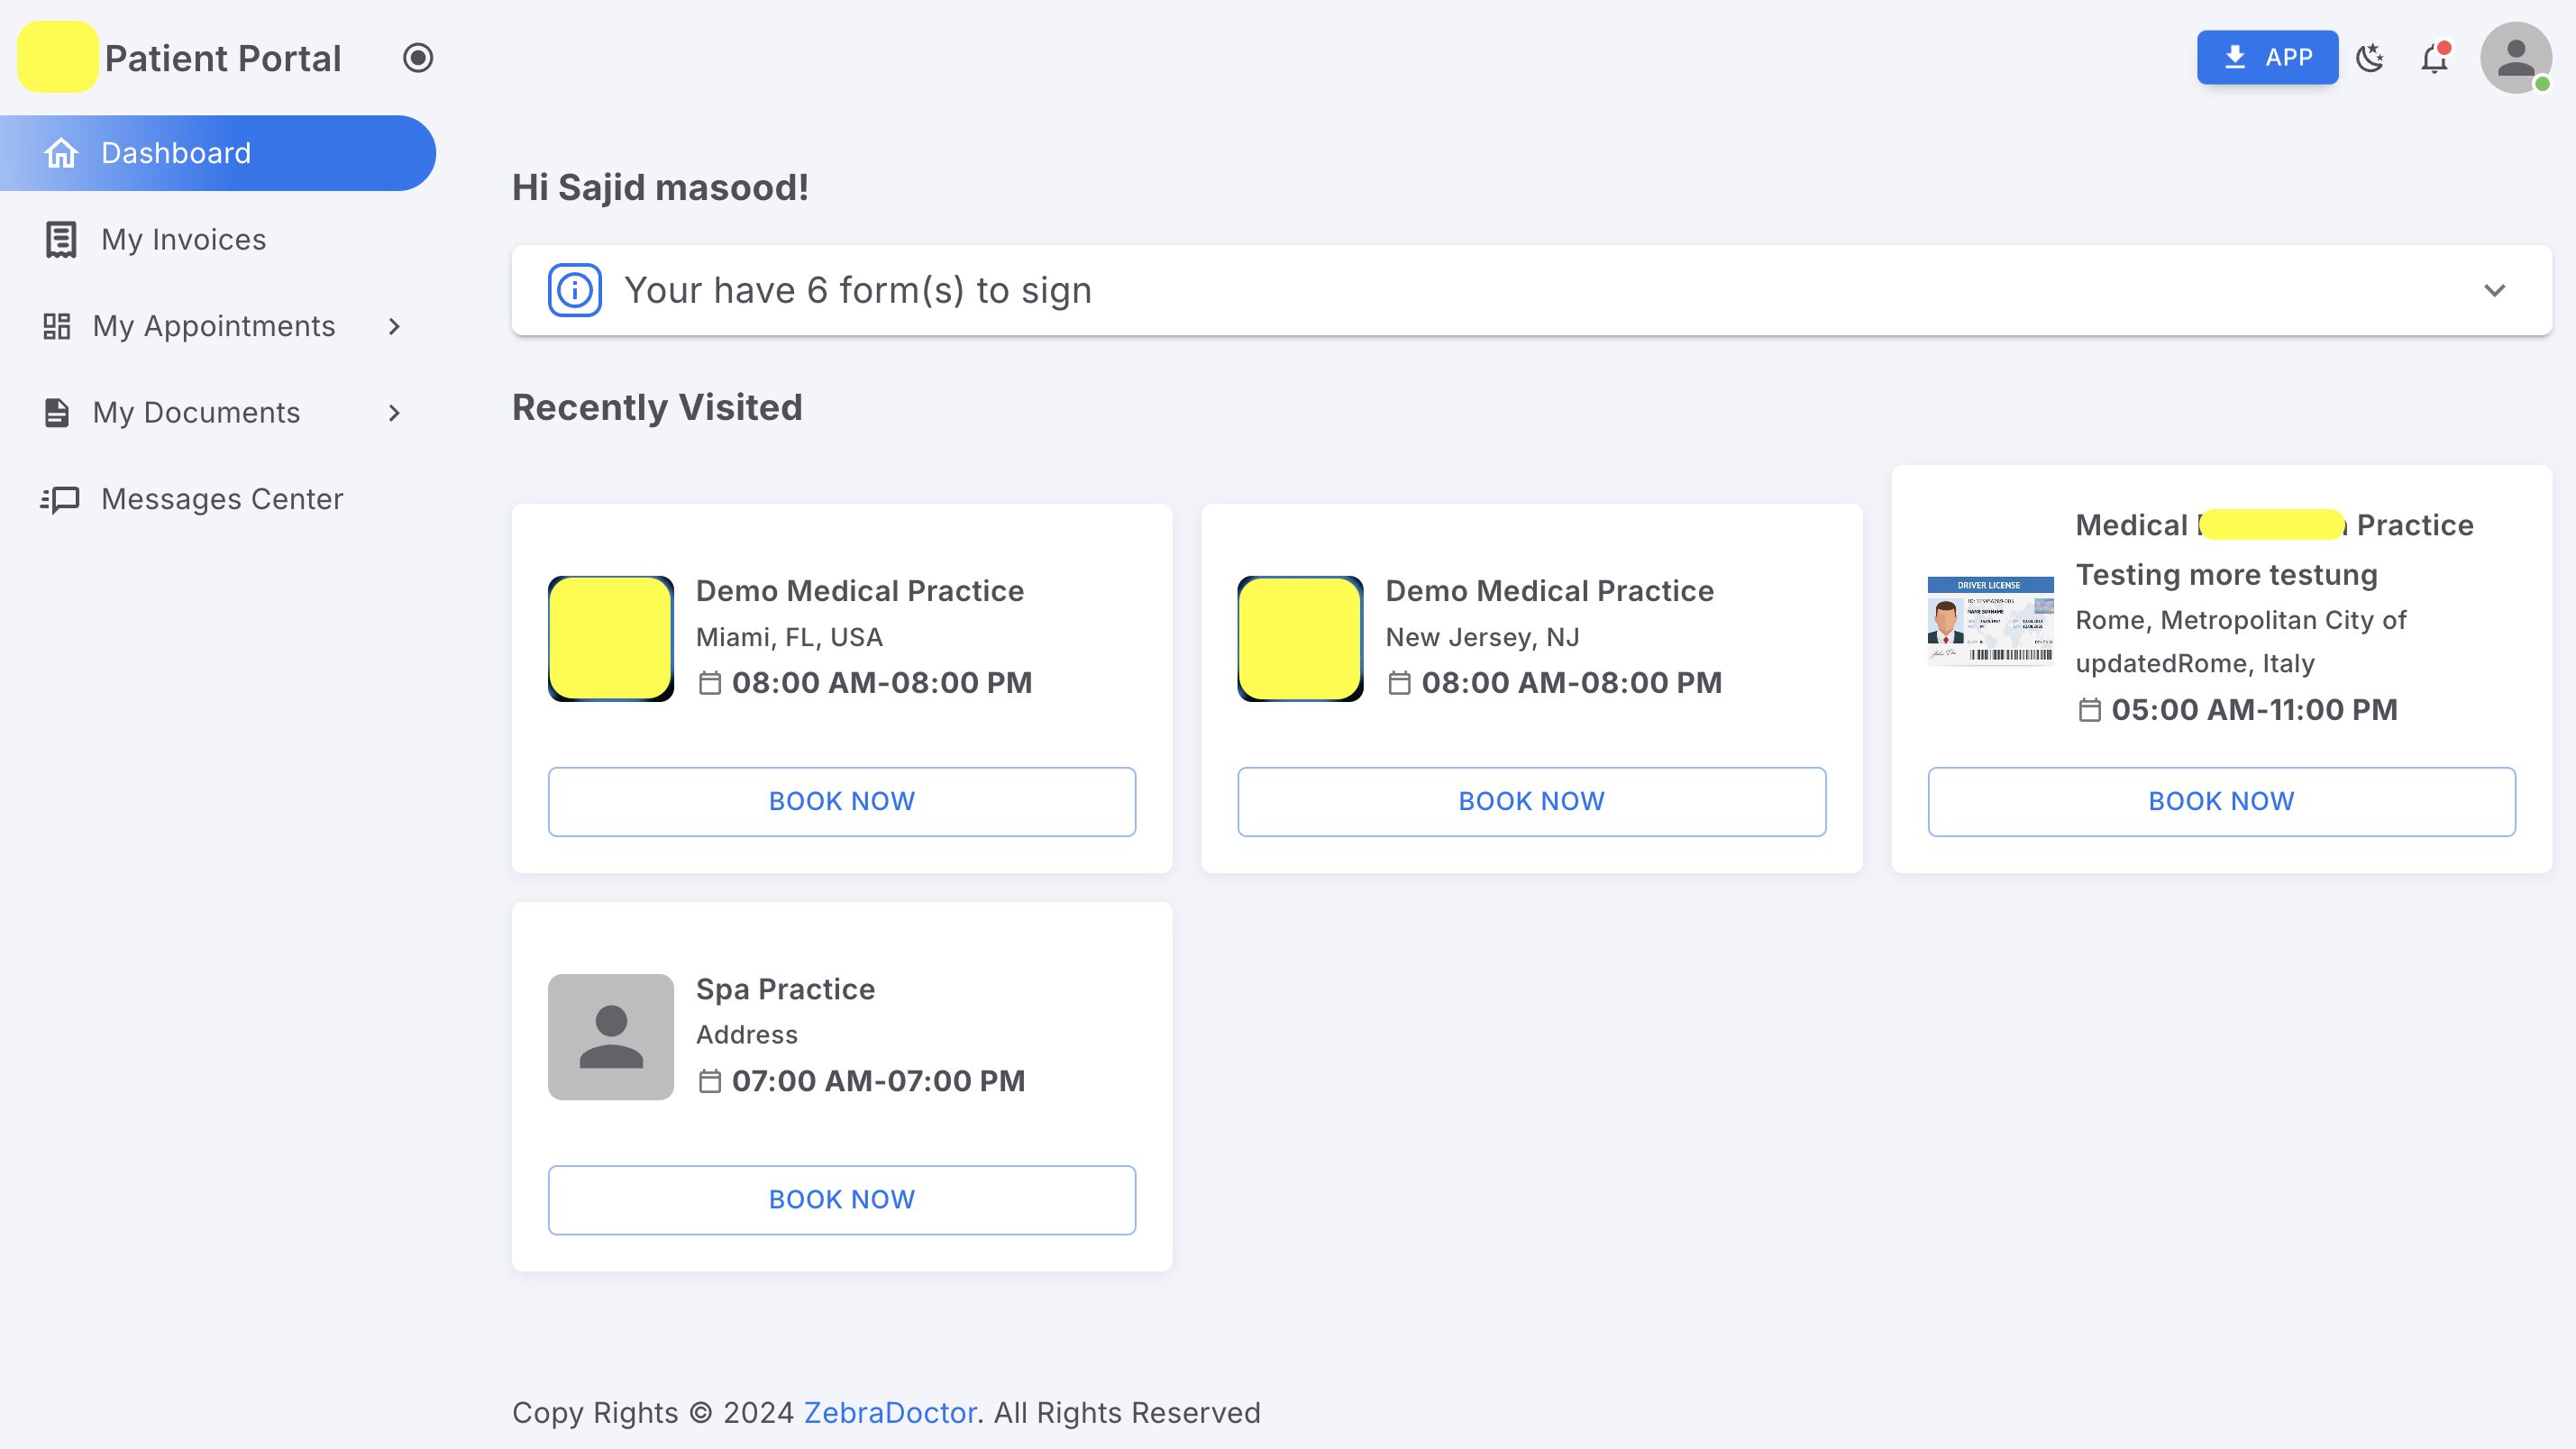 Patient Portal
APP
Dashboard
My Invoices
My Appointments
My Documents
Messages Center
Hi Sajid masood!
Your have 6 form(s) to sign
Recently Visited
Demo Medical Practice
Miami, FL, USA
08:00 AM-08:00 PM
BOOK NOW
Demo Medical Practice
New Jersey, NJ
08:00 AM-08:00 PM
BOOK NOW
DRIVER LICENSE
NAME SURNAME
Medical Practice
Testing more testung
Rome, Metropolitan City of
updatedRome, Italy
05:00 AM-11:00 PM
BOOK NOW
Spa Practice
Address
07:00 AM-07:00 PM
BOOK NOW
Copy Rights © 2024 ZebraDoctor. All Rights Reserved